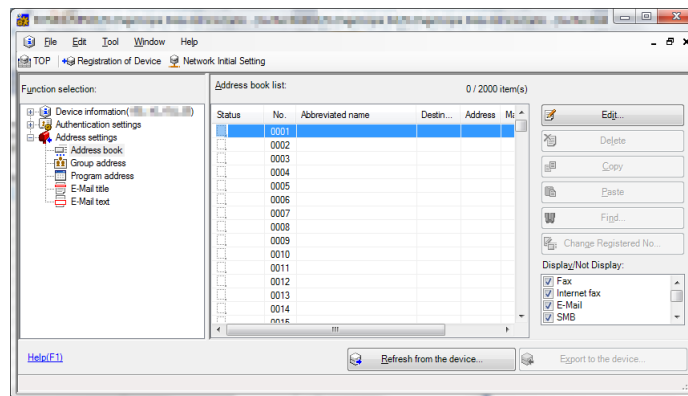 File Edit Tool Window Help
TOP Registration of Device Network Initial Setting
Function selection:
Device information(
Authentication settings
Address settings
Address book
Group address
Program address
E-Mail title
E-Mail text
Address book list: 0 / 2000 item(s)
Status No. Abbreviated name Destin... Address Ma
0001
0002
0003
0004
0005
0006
0007
0008
0009
0010
0011
0012
0013
0014
0015
Edit...
Delete
Copy
Paste
Find...
Change Registered No...
Display/Not Display:
Fax
Internet fax
E-Mail
SMB
Help(F1)
Refresh from the device...
Export to the device...